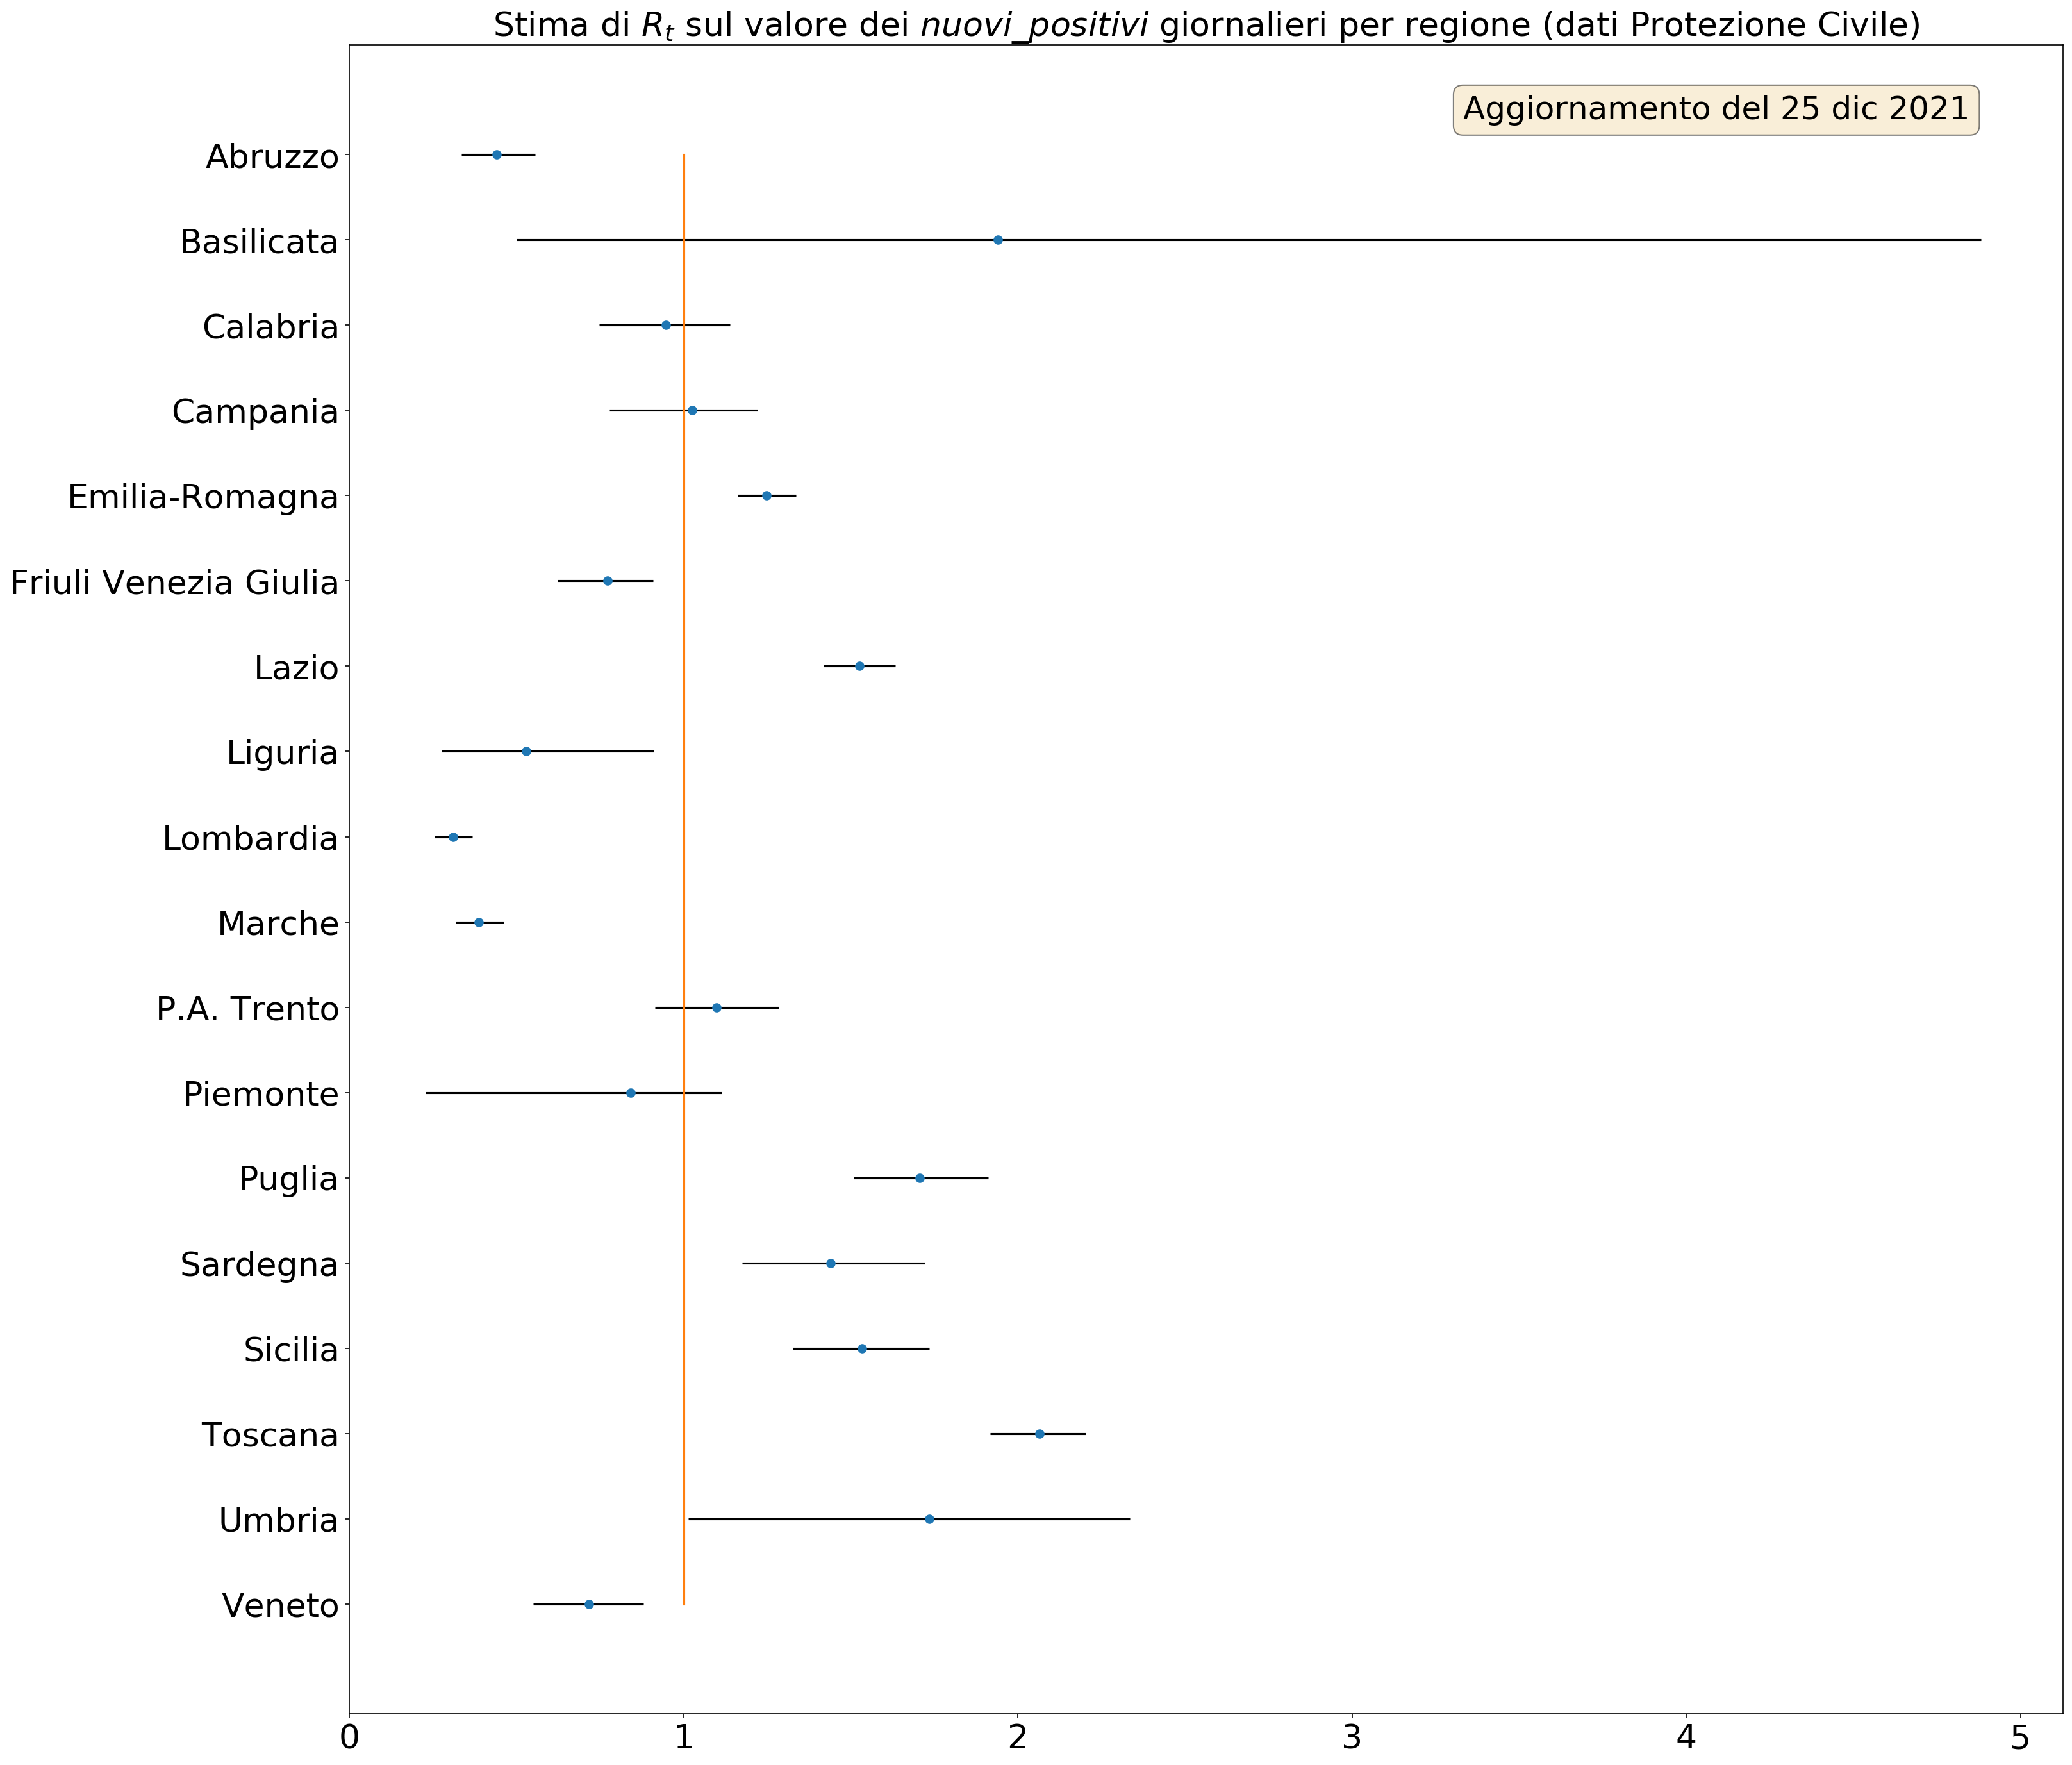 Stima di R_t sul valore dei nuovi_positivi giornalieri per regione (dati Protezione Civile)
Aggiornamento del 25 dic 2021
Abruzzo
Basilicata
Calabria
Campania
Emilia-Romagna
Friuli Venezia Giulia
Lazio
Liguria
Lombardia
Marche
P.A. Trento
Piemonte
Puglia
Sardegna
Sicilia
Toscana
Umbria
Veneto
0 1 2 3 4 5